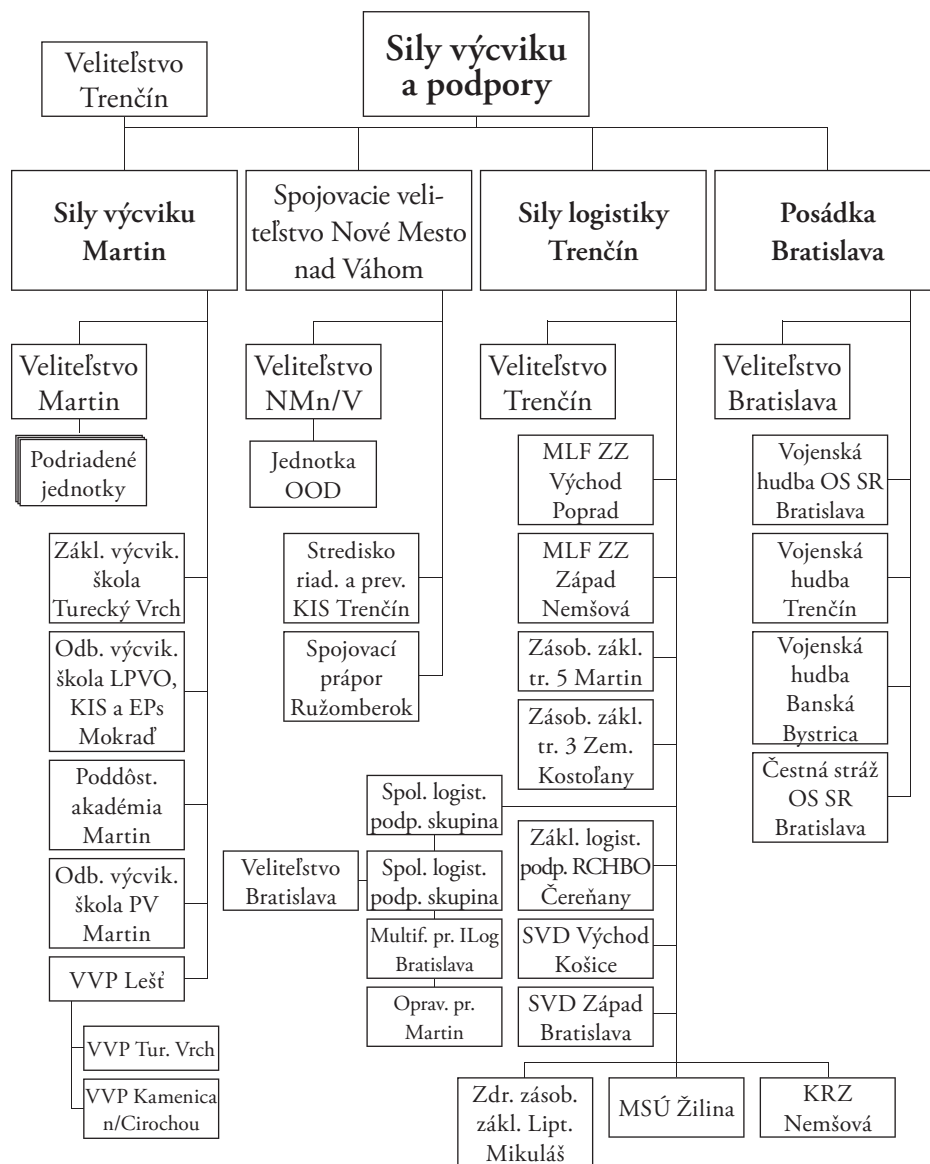 Sily výcviku
a podpory
Veliteľstvo
Trenčín
Sily výcviku
Martin
Spojovacie veli-
teľstvo Nové Mesto
nad Váhom
Sily logistiky
Trenčín
Posádka
Bratislava
Veliteľstvo
Martin
Podriadené
jednotky
Zákl. výcvik.
škola
Turecký Vrch
Odb. výcvik.
škola LPVO,
KIS a EPs
Mokraď
Poddôst.
akadémia
Martin
Odb. výcvik.
škola PV
Martin
VVP Lešť
VVP Tur. Vrch
VVP Kamenica
n/Cirochou
Veliteľstvo
NMn/V
Jednotka
OOD
Stredisko
riad. a prev.
KIS Trenčín
Spojovací
prápor
Ružomberok
Veliteľstvo
Trenčín
MLF ZZ
Východ
Poprad
MLF ZZ
Západ
Nemšová
Zásob. zákl.
tr. 5 Martin
Zásob. zákl.
tr. 3 Zem.
Kostoľany
Spol. logist.
podp. skupina
Veliteľstvo
Bratislava
Spol. logist.
podp. skupina
Multif. pr. ILog
Bratislava
Oprav. pr.
Martin
Zákl. logist.
podp. RCHBO
Čereňany
SVD Východ
Košice
SVD Západ
Bratislava
Zdr. zásob.
zákl. Lipt.
Mikuláš
MSÚ Žilina
KRZ
Nemšová
Veliteľstvo
Bratislava
Vojenská
hudba OS SR
Bratislava
Vojenská
hudba
Trenčín
Vojenská
hudba
Banská
Bystrica
Čestná stráž
OS SR
Bratislava